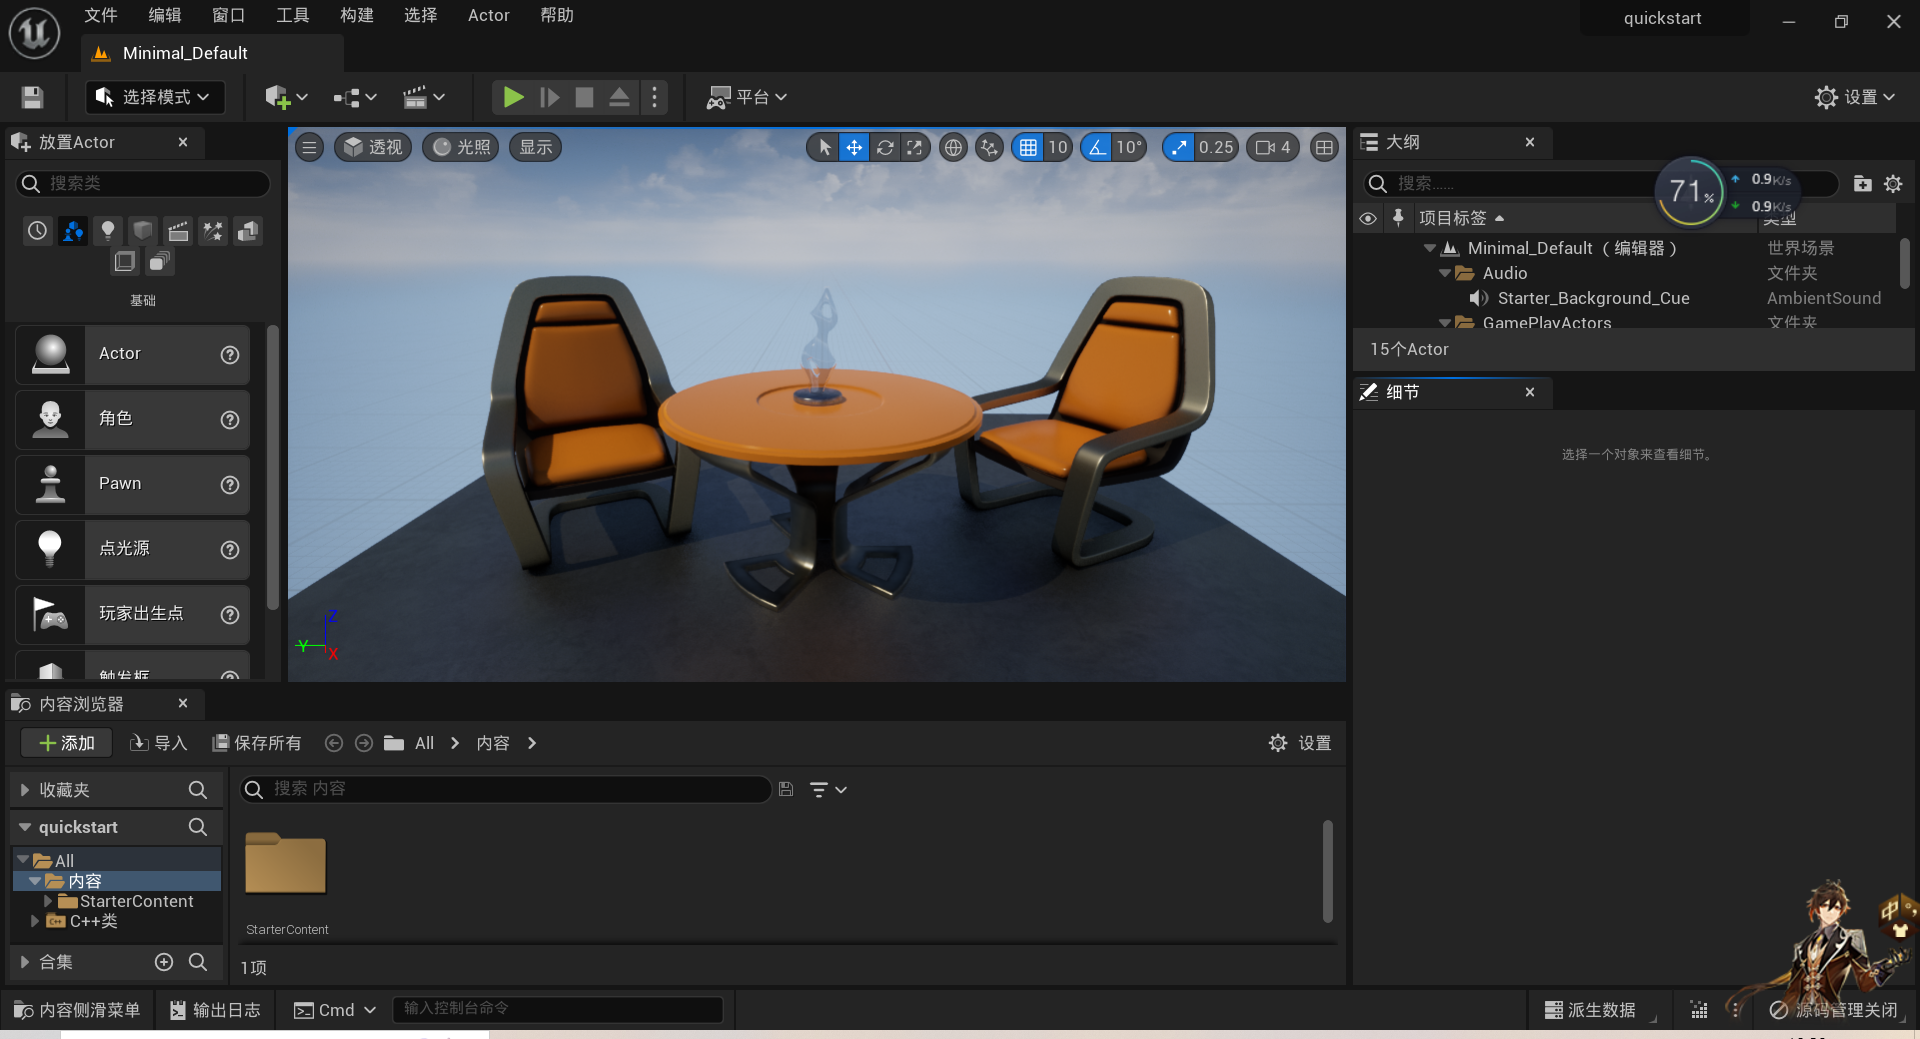 文件 编辑 窗口 工具 构建 选择 Actor 帮助
quickstart
Minimal_Default
选择模式
平台
设置
放置Actor
搜索类
基础
Actor
角色
Pawn
点光源
玩家出生点
触发框
透视 光照 显示
10 10° 0.25 4
Z
Y
X
大纲
搜索......
71%
0.9K/s
0.9K/s
项目标签 类型
Minimal_Default（编辑器） 世界场景
Audio 文件夹
Starter_Background_Cue AmbientSound
GamePlayActors 文件夹
15个Actor
细节
选择一个对象来查看细节。
内容浏览器
添加 导入 保存所有 All 内容 设置
收藏夹
quickstart
All
内容
StarterContent
C++类
合集
搜索 内容
StarterContent
1项
中
内容侧滑菜单 输出日志 Cmd 输入控制台命令 派生数据 源码管理关闭